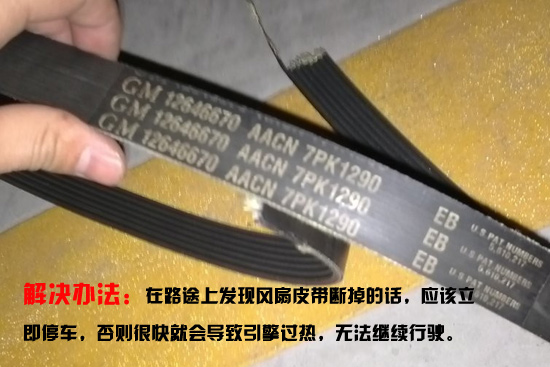 GM 12646670 AACN 7PK1290 EB U.S PAT NUMBERS
GM 12646670 AACN 7PK1290 EB U.S PAT NUMBERS
GM 12646670 AACN 7PK1290 EB
解决办法：在路途上发现风扇皮带断掉的话，应该立
即停车，否则很快就会导致引擎过热，无法继续行驶。